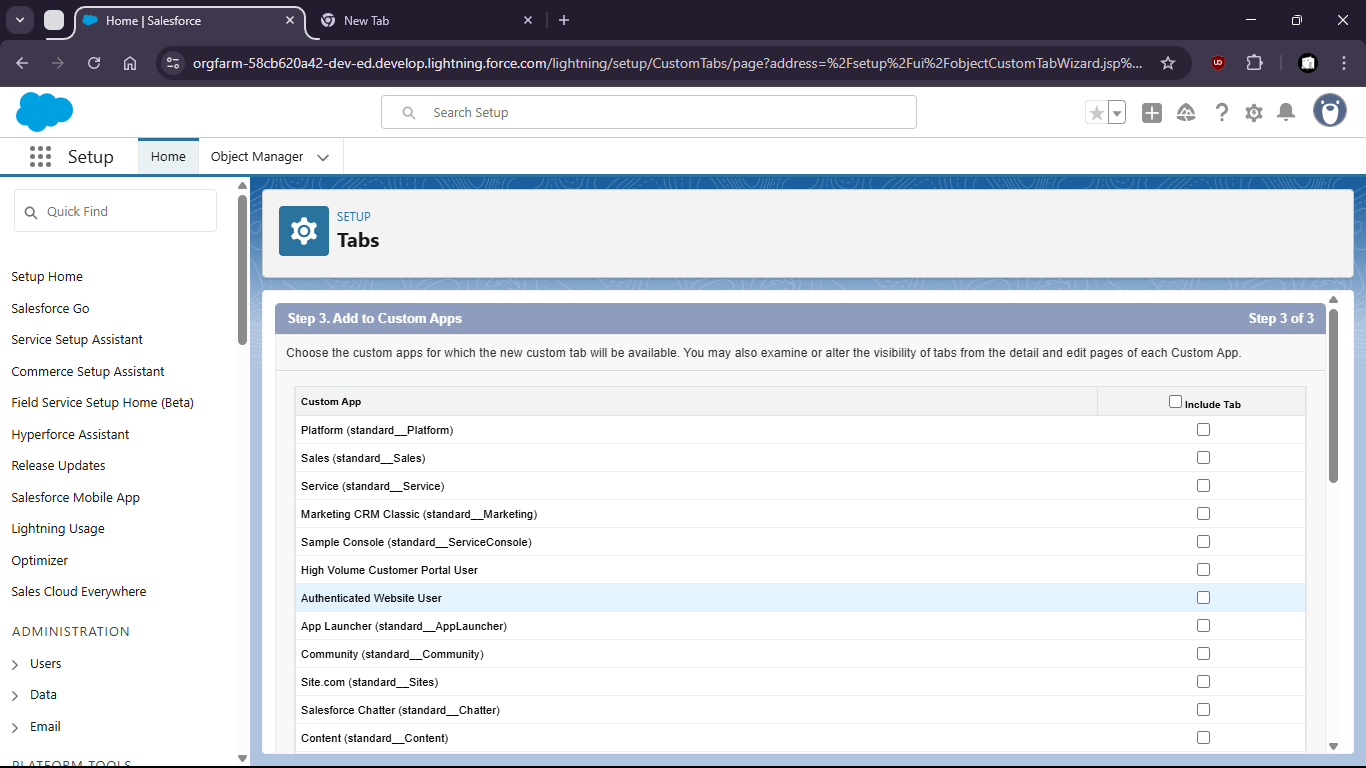 Home | Salesforce
New Tab
orgfarm-58cb620a42-dev-ed.develop.lightning.force.com/lightning/setup/CustomTabs/page?address=%2Fsetup%2Fui%2FobjectCustomTabWizard.jsp%...
UD
Search Setup
Setup
Home
Object Manager
Quick Find
Setup Home
Salesforce Go
Service Setup Assistant
Commerce Setup Assistant
Field Service Setup Home (Beta)
Hyperforce Assistant
Release Updates
Salesforce Mobile App
Lightning Usage
Optimizer
Sales Cloud Everywhere
ADMINISTRATION
Users
Data
Email
PLATFORM TOOLS
SETUP
Tabs
Step 3. Add to Custom Apps
Step 3 of 3
Choose the custom apps for which the new custom tab will be available. You may also examine or alter the visibility of tabs from the detail and edit pages of each Custom App.
Custom App
Include Tab
Platform (standard__Platform)
Sales (standard__Sales)
Service (standard__Service)
Marketing CRM Classic (standard__Marketing)
Sample Console (standard__ServiceConsole)
High Volume Customer Portal User
Authenticated Website User
App Launcher (standard__AppLauncher)
Community (standard__Community)
Site.com (standard__Sites)
Salesforce Chatter (standard__Chatter)
Content (standard__Content)